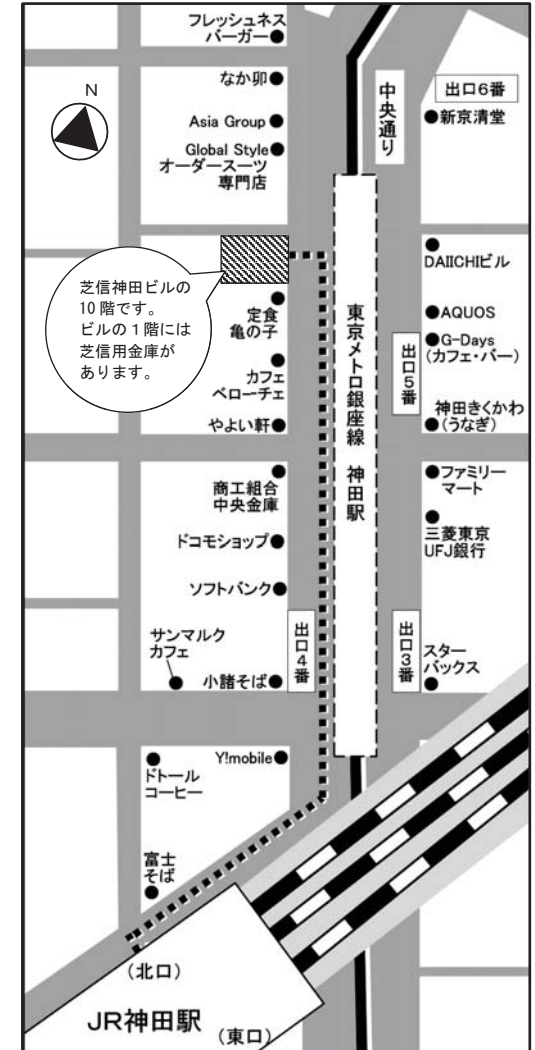 フレッシュネス
バーガー
なか卯
N
Asia Group
Global Style
オーダースーツ
専門店
中央通り
出口6番
新京清堂
芝信神田ビルの
10階です。
ビルの1階には
芝信用金庫が
あります。
定食
亀の子
カフェ
ベローチェ
やよい軒
東京メトロ銀座線 神田駅
DAIICHIビル
AQUOS
G-Days
(カフェ・バー)
出口5番
神田きくかわ
(うなぎ)
商工組合
中央金庫
ドコモショップ
ソフトバンク
サンマルク
カフェ
小諸そば
出口4番
ファミリー
マート
三菱東京
UFJ銀行
出口3番
スター
バックス
Y!mobile
ドトール
コーヒー
富士
そば
(北口)
JR神田駅
(東口)